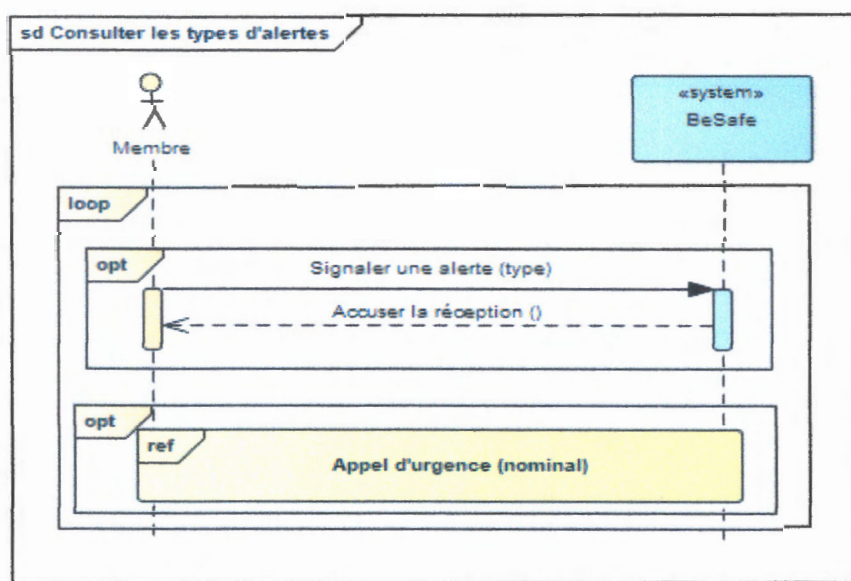 sd Consulter les types d'alertes
«system»
BeSafe
Membre
loop
opt
Signaler une alerte (type)
Accuser la réception ()
opt
ref
Appel d'urgence (nominal)